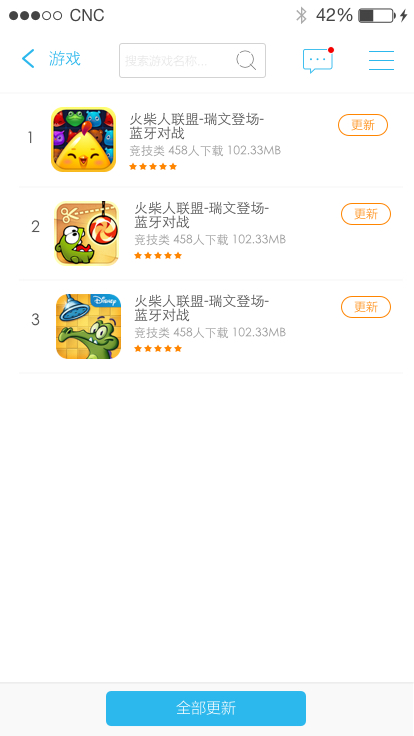 CNC 42%
游戏
搜索游戏名称...
1
火柴人联盟-瑞文登场-
蓝牙对战
竞技类 458人下载 102.33MB
更新
2
火柴人联盟-瑞文登场-
蓝牙对战
竞技类 458人下载 102.33MB
更新
3
Disney
火柴人联盟-瑞文登场-
蓝牙对战
竞技类 458人下载 102.33MB
更新
全部更新